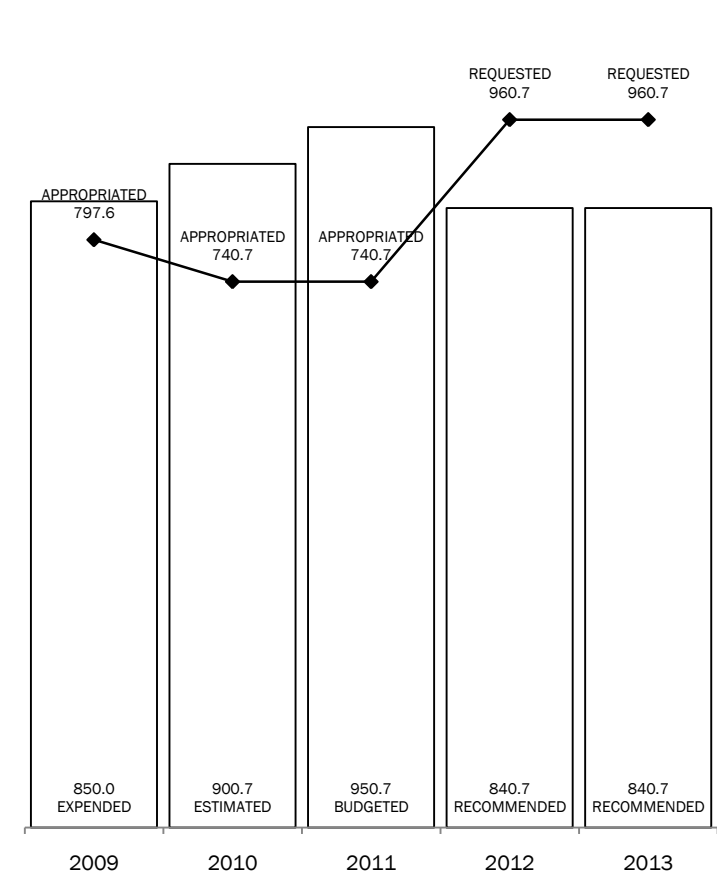 REQUESTED
960.7
REQUESTED
960.7
APPROPRIATED
797.6
APPROPRIATED
740.7
APPROPRIATED
740.7
850.0
EXPENDED
900.7
ESTIMATED
950.7
BUDGETED
840.7
RECOMMENDED
840.7
RECOMMENDED
2009
2010
2011
2012
2013